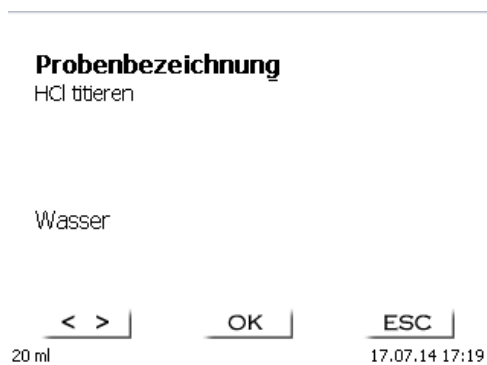 Probenbezeichnung
HCl titieren
Wasser
< > OK ESC
20 ml 17.07.14 17:19